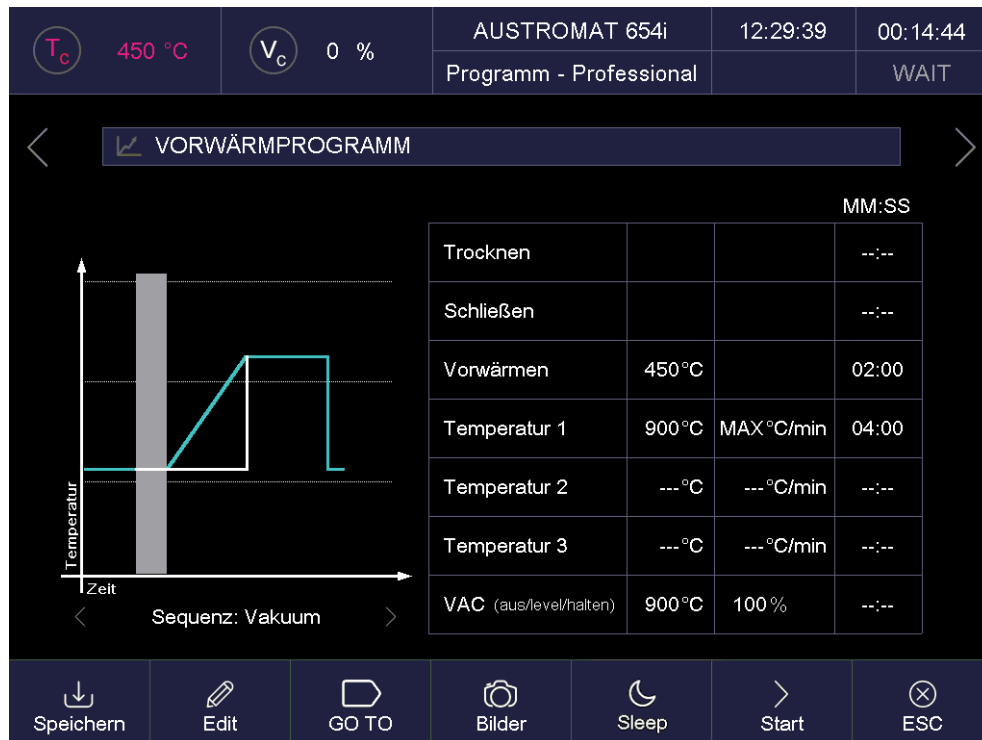 Tc 450 °C Vc 0 % AUSTROMAT 654i 12:29:39 00:14:44
Programm - Professional WAIT
VORWÄRMPROGRAMM
MM:SS
Trocknen --:--
Schließen --:--
Vorwärmen 450°C 02:00
Temperatur 1 900°C MAX°C/min 04:00
Temperatur 2 ---°C ---°C/min --:--
Temperatur 3 ---°C ---°C/min --:--
VAC (aus/level/halten) 900°C 100% --:--
Temperatur
Zeit
Sequenz: Vakuum
Speichern Edit GO TO Bilder Sleep Start ESC